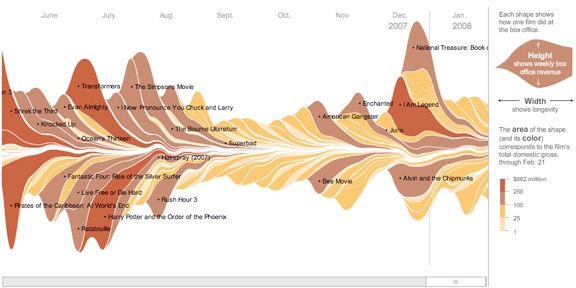 June July Aug. Sept. Oct. Nov. Dec. Jan.
2007 2008
Each shape shows
how one film did at
the box office.
• National Treasure: Book o
↑
Height
shows weekly box
office revenue
↓
Width
shows longevity
The area of the shape
(and its color)
corresponds to the film's
total domestic gross,
through Feb. 21
$862 million
250
100
25
1
• Transformers
• The Simpsons Movie
an 3
• Shrek the Third
• Evan Almighty
• I Now Pronounce You Chuck and Larry
• Enchanted
• I Am Legend
• Knocked Up
• American Gangster
• The Bourne Ultimatum
• Juno
• Ocean's Thirteen
• Superbad
• Hairspray (2007)
• Fantastic Four: Rise of the Silver Surfer
• Bee Movie
• Alvin and the Chipmunks
• Live Free or Die Hard
• Rush Hour 3
• Pirates of the Caribbean: At World's End
• Harry Potter and the Order of the Phoenix
• Ratatouille